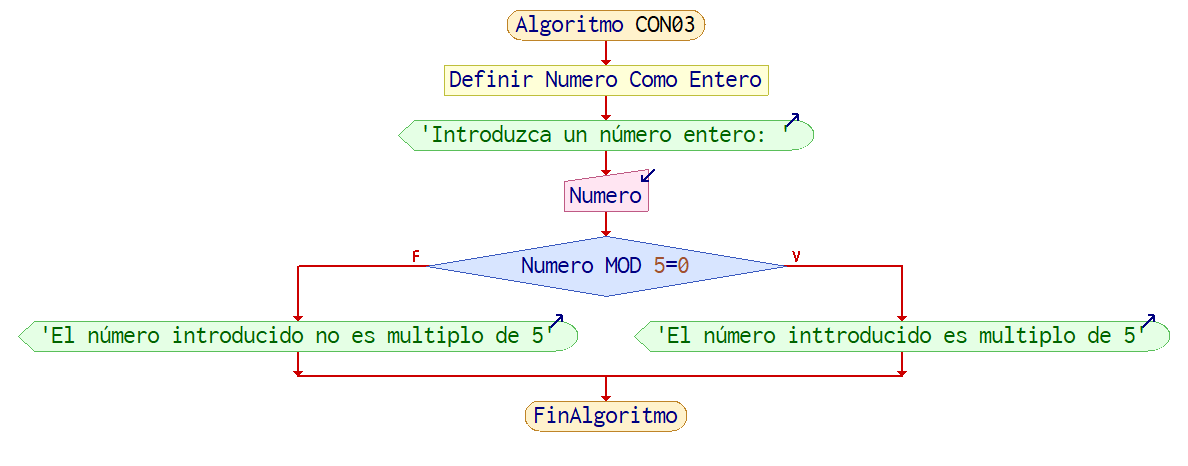 Algoritmo CON03
Definir Numero Como Entero
'Introduzca un número entero: '
Numero
F
V
Numero MOD 5=0
'El número introducido no es multiplo de 5'
'El número inttroducido es multiplo de 5'
FinAlgoritmo